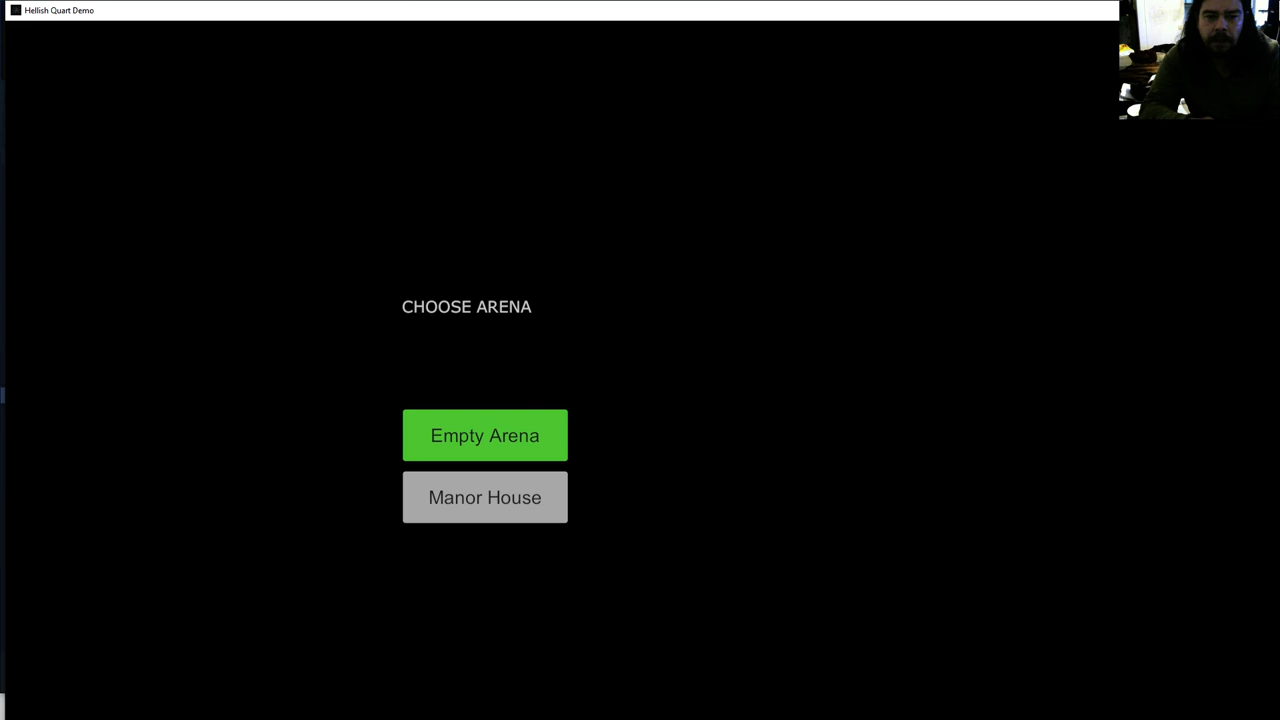 Hellish Quart Demo
CHOOSE ARENA
Empty Arena
Manor House